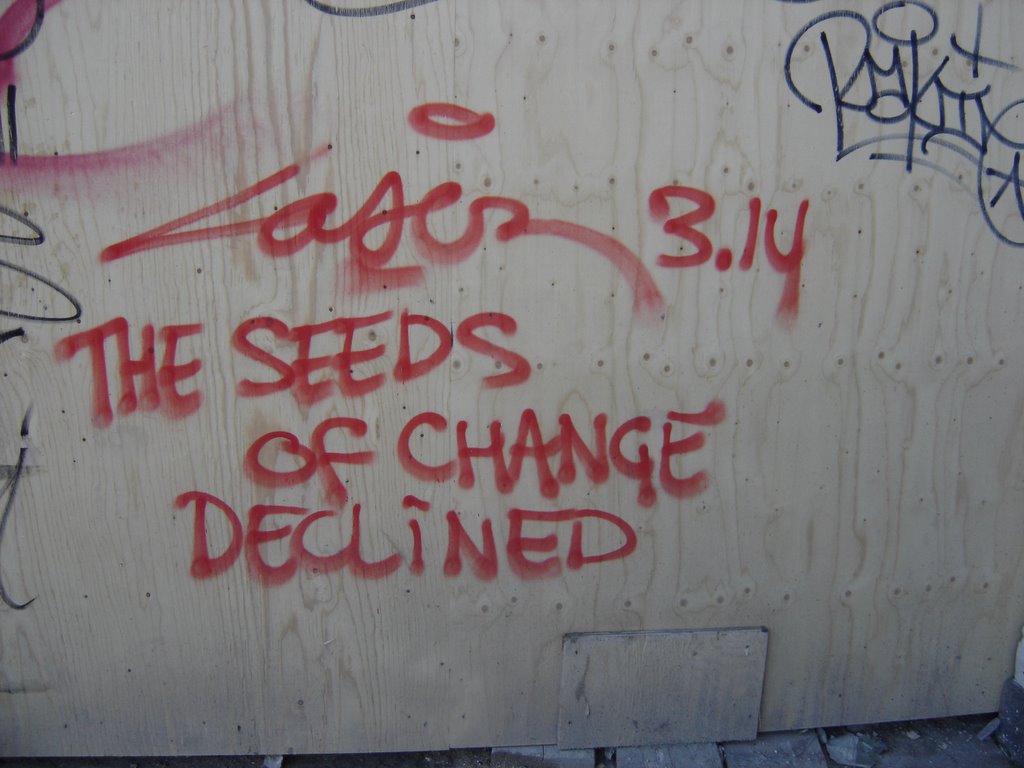 Laser 3.14
THE SEEDS
OF CHANGE
DECLINED